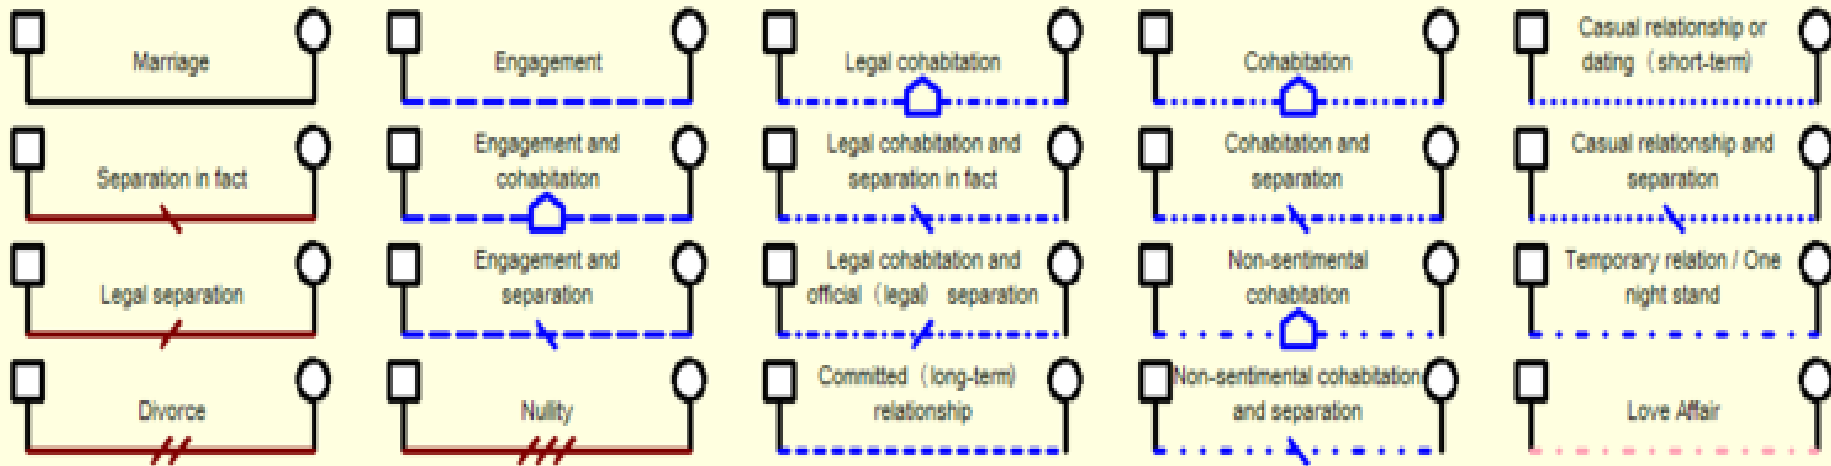 Marriage
Engagement
Legal cohabitation
Cohabitation
Casual relationship or
dating (short-term)
Separation in fact
Engagement and
cohabitation
Legal cohabitation and
separation in fact
Cohabitation and
separation
Casual relationship and
separation
Legal separation
Engagement and
separation
Legal cohabitation and
official (legal) separation
Non-sentimental
cohabitation
Temporary relation / One
night stand
Divorce
Nullity
Committed (long-term)
relationship
Non-sentimental cohabitation
and separation
Love Affair